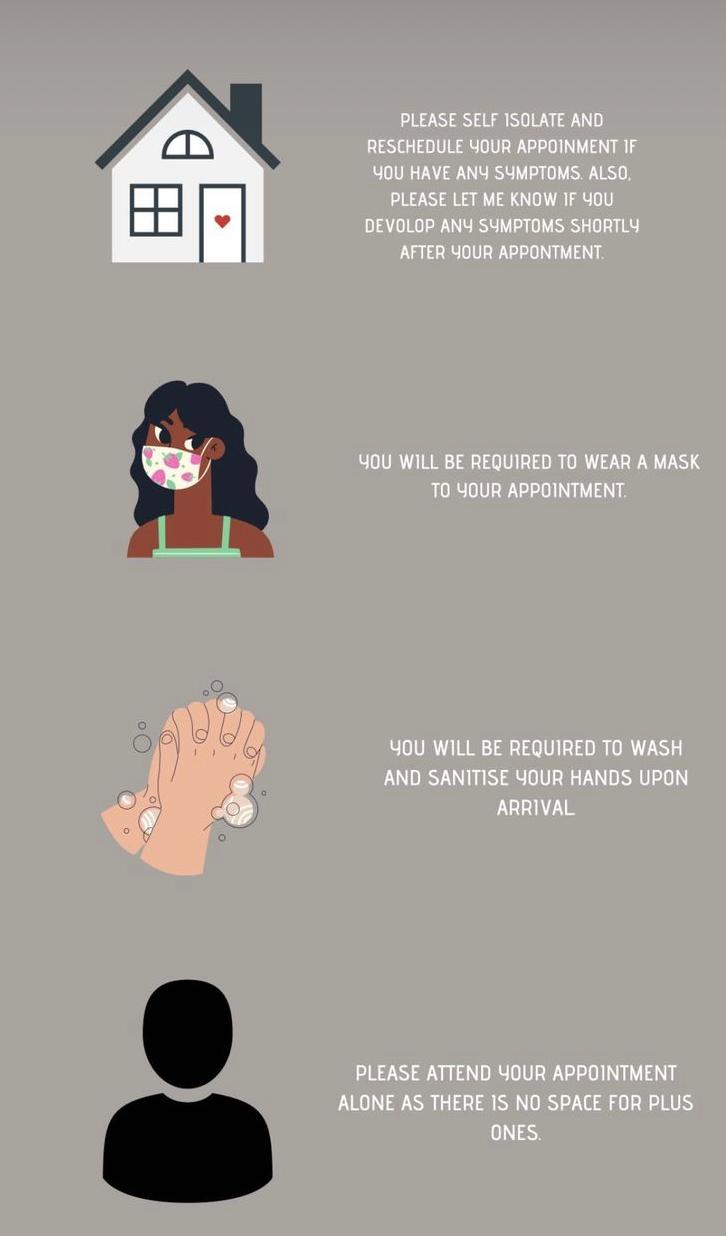 PLEASE SELF ISOLATE AND
RESCHEDULE YOUR APPOINMENT IF
YOU HAVE ANY SYMPTOMS. ALSO,
PLEASE LET ME KNOW IF YOU
DEVOLOP ANY SYMPTOMS SHORTLY
AFTER YOUR APPONTMENT.
YOU WILL BE REQUIRED TO WEAR A MASK
TO YOUR APPOINTMENT.
YOU WILL BE REQUIRED TO WASH
AND SANITISE YOUR HANDS UPON
ARRIVAL
PLEASE ATTEND YOUR APPOINTMENT
ALONE AS THERE IS NO SPACE FOR PLUS
ONES.